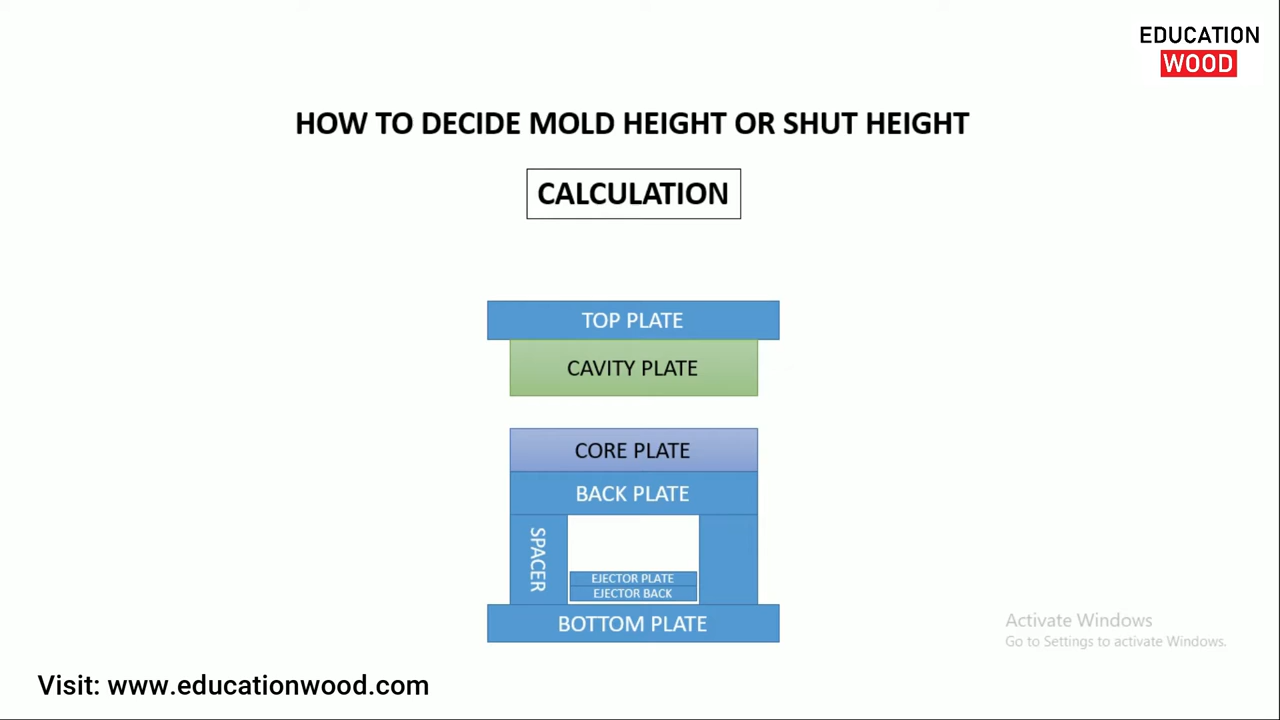 EDUCATION
WOOD
HOW TO DECIDE MOLD HEIGHT OR SHUT HEIGHT
CALCULATION
TOP PLATE
CAVITY PLATE
CORE PLATE
BACK PLATE
SPACER
EJECTOR PLATE
EJECTOR BACK
BOTTOM PLATE
Activate Windows
Go to Settings to activate Windows.
Visit: www.educationwood.com